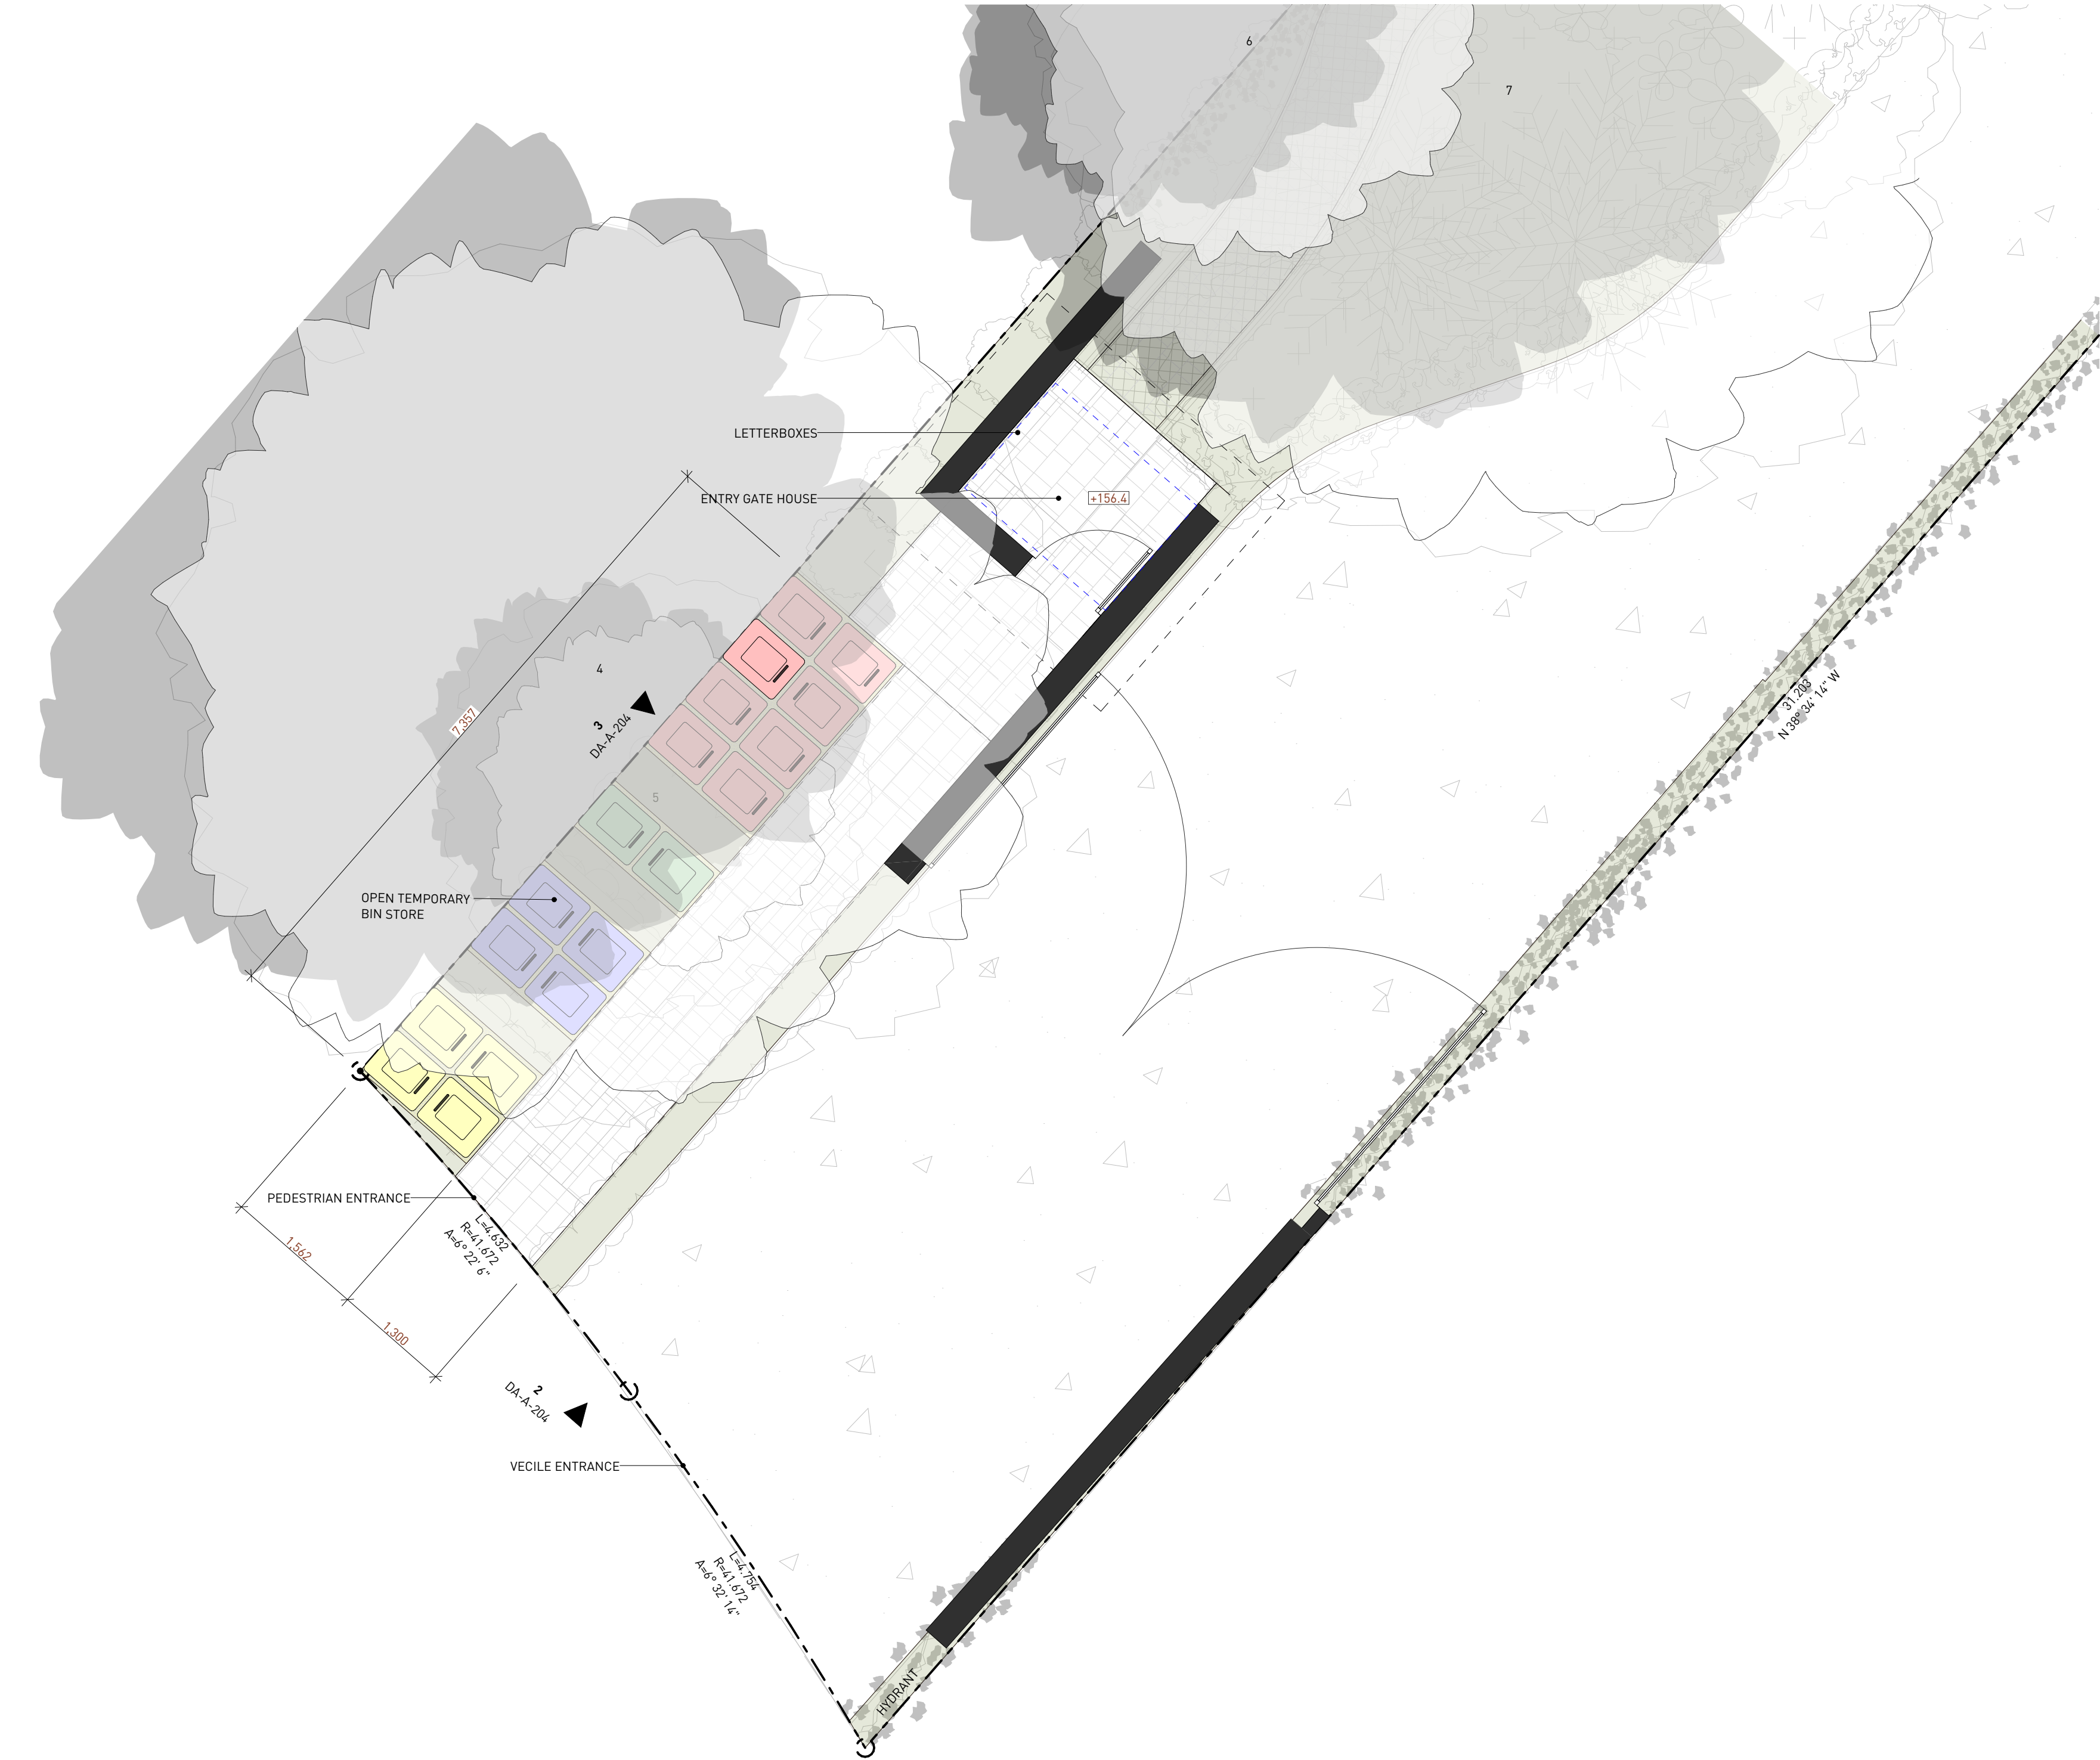 6
7
LETTERBOXES
ENTRY GATE HOUSE
+156.4
4
3
DA-A-204
7,357
5
31.203
N 38° 34' 14" W
OPEN TEMPORARY
BIN STORE
PEDESTRIAN ENTRANCE
L=4.632
R=41.672
A=6° 22' 6"
1,562
1,300
2
DA-A-204
VECILE ENTRANCE
L=4.754
R=41.672
A=6° 32' 14"
HYDRANT